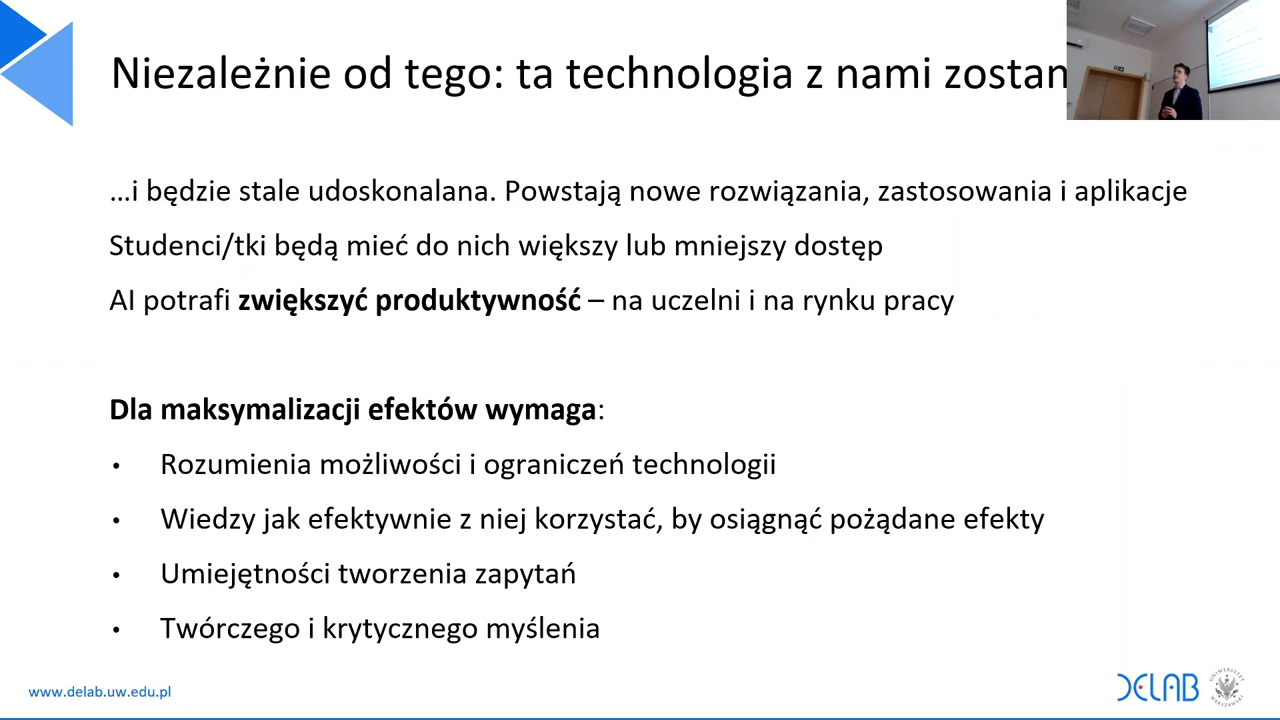 Niezależnie od tego: ta technologia z nami
...i będzie stale udoskonalana. Powstają nowe rozwiązania, zastosowania i aplikacje
Studenci/tki będą mieć do nich większy lub mniejszy dostęp
AI potrafi zwiększyć produktywność – na uczelni i na rynku pracy
Dla maksymalizacji efektów wymaga:
• Rozumienia możliwości i ograniczeń technologii
• Wiedzy jak efektywnie z niej korzystać, by osiągnąć pożądane efekty
• Umiejętności tworzenia zapytań
• Twórczego i krytycznego myślenia
www.delab.uw.edu.pl
DELAB
UNIWERSYTET WARSZAWSKI